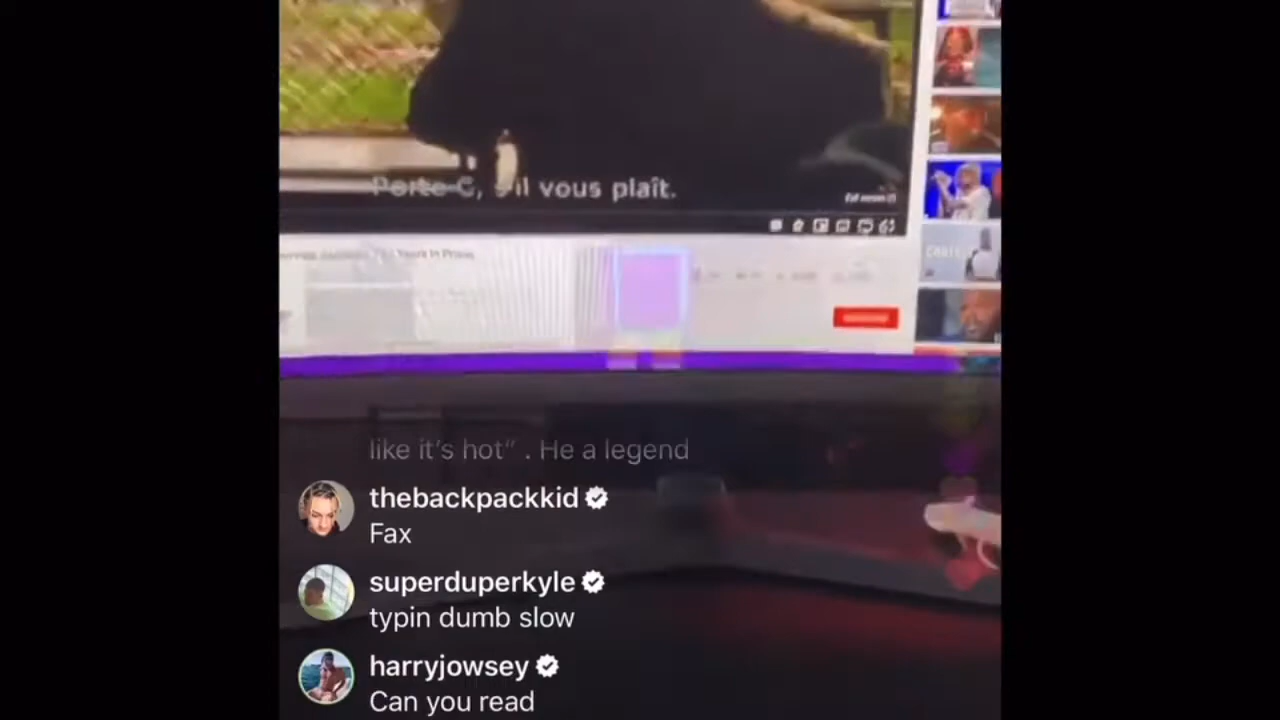 Porte C, s'il vous plaît.
like it's hot" . He a legend
thebackpackkid
Fax
superduperkyle
typin dumb slow
harryjowsey
Can you read